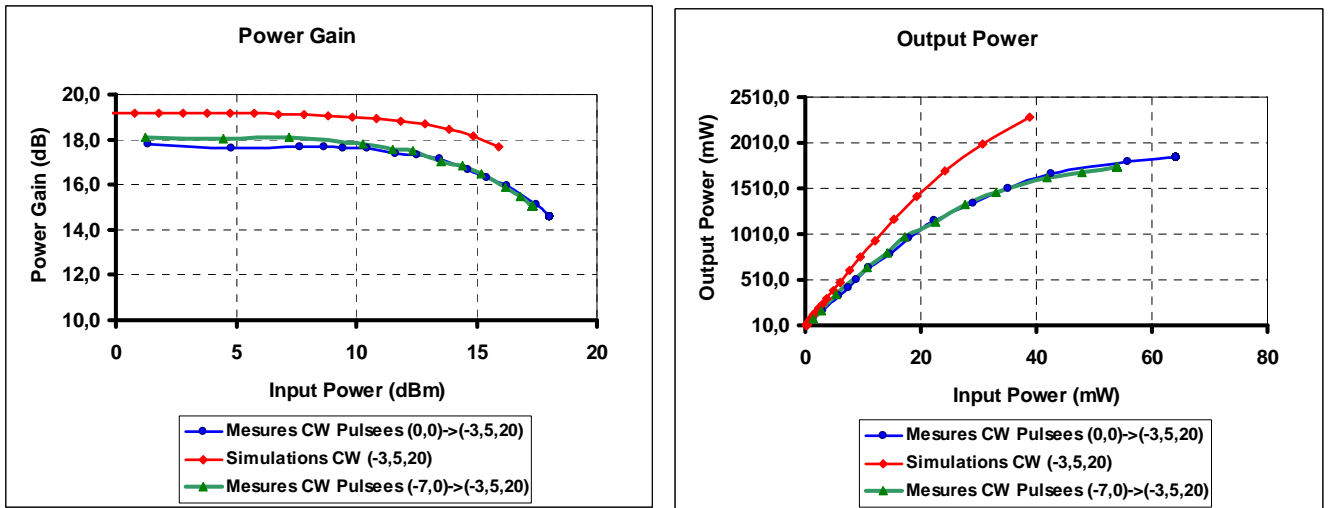 Power Gain
20,0
18,0
16,0
14,0
12,0
10,0
Power Gain (dB)
0
5
10
15
20
Input Power (dBm)
Mesures CW Pulsees (0,0)->(-3,5,20)
Simulations CW (-3,5,20)
Mesures CW Pulsees (-7,0)->(-3,5,20)
Output Power
2510,0
2010,0
1510,0
1010,0
510,0
10,0
Output Power (mW)
0
20
40
60
80
Input Power (mW)
Mesures CW Pulsees (0,0)->(-3,5,20)
Simulations CW (-3,5,20)
Mesures CW Pulsees (-7,0)->(-3,5,20)